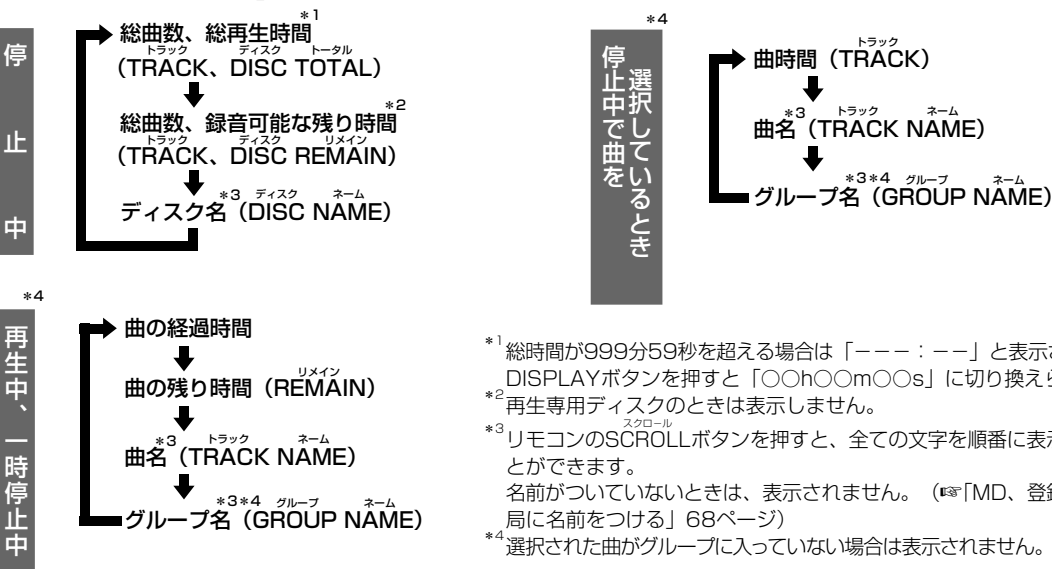 停止中
*1
総曲数、総再生時間
トラック ディスク トータル
（TRACK、DISC TOTAL）
*2
総曲数、録音可能な残り時間
トラック ディスク リメイン
（TRACK、DISC REMAIN）
*3 ディスク ネーム
ディスク名（DISC NAME）
*4
停止中で曲を
選択しているとき
トラック
曲時間（TRACK）
*3 トラック ネーム
曲名（TRACK NAME）
*3*4 グループ ネーム
グループ名（GROUP NAME）
*4
再生中、一時停止中
曲の経過時間
リメイン
曲の残り時間（REMAIN）
*3 トラック ネーム
曲名（TRACK NAME）
*3*4 グループ ネーム
グループ名（GROUP NAME）
*1 総時間が999分59秒を超える場合は「−−−：−−」と表示
DISPLAYボタンを押すと「○○h○○m○○s」に切り換え
*2 再生専用ディスクのときは表示しません。
スクロール
*3 リモコンのSCROLLボタンを押すと、全ての文字を順番に表示
とができます。
名前がついていないときは、表示されません。（☞「MD、登
局に名前をつける」68ページ）
*4 選択された曲がグループに入っていない場合は表示されません。